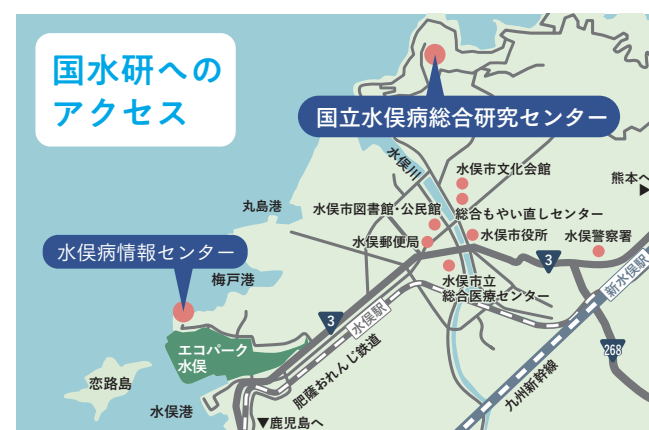 国水研への
アクセス
国立水俣病総合研究センター
水俣川
水俣市文化会館
熊本へ
丸島港
水俣市図書館・公民館
総合もやい直しセンター
水俣病情報センター
水俣郵便局
水俣市役所
水俣警察署
3
新水俣駅
梅戸港
水俣市立
総合医療センター
3
水俣駅
エコパーク
水俣
肥薩おれんじ鉄道
268
恋路島
九州新幹線
水俣港
▼鹿児島へ